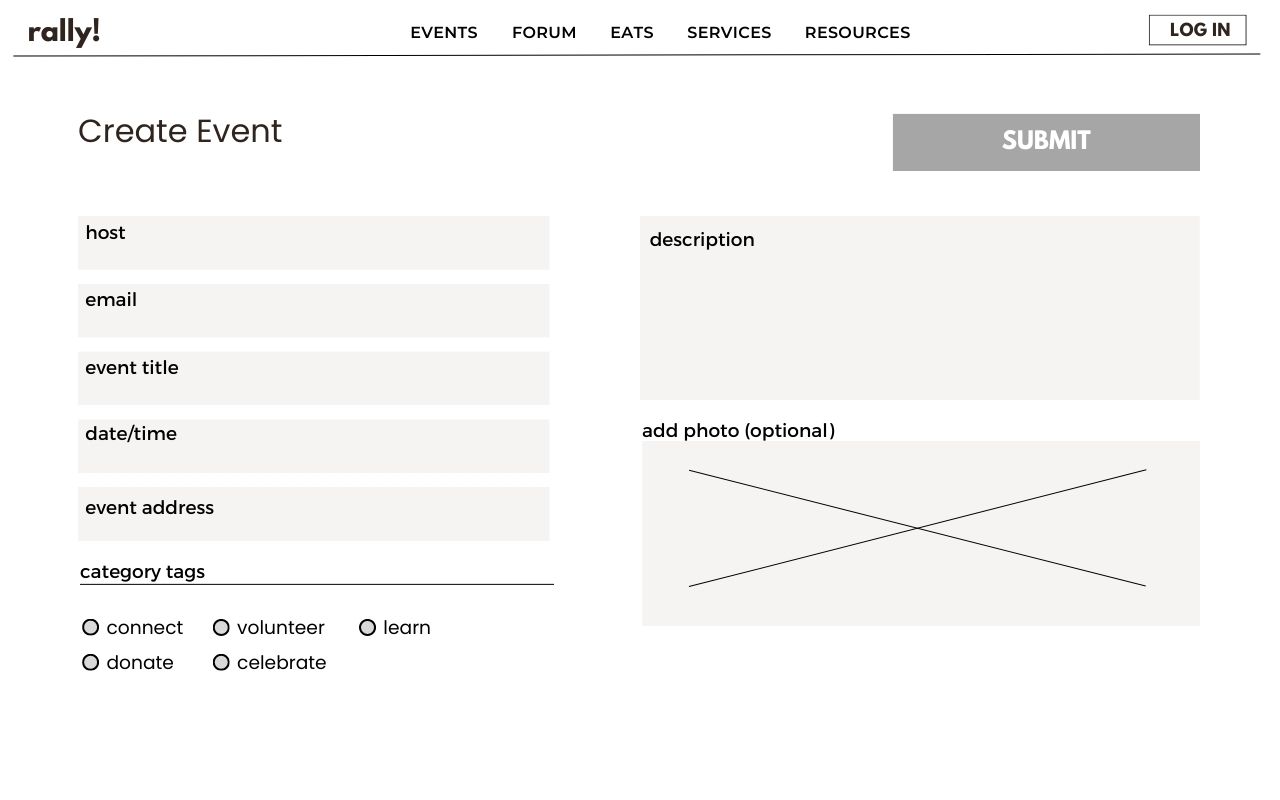 rally!
EVENTS FORUM EATS SERVICES RESOURCES
LOG IN
Create Event
SUBMIT
host
email
event title
date/time
event address
category tags
connect volunteer learn
donate celebrate
description
add photo (optional)